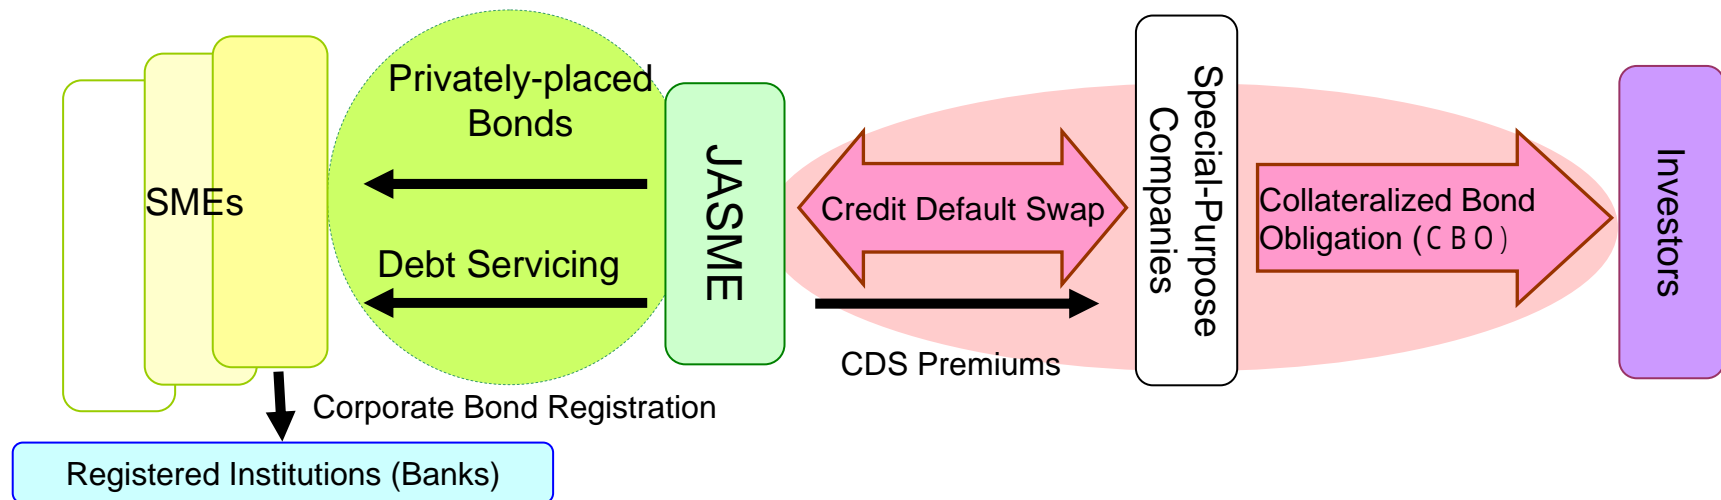 Privately-placed
Bonds
SMEs
Debt Servicing
JASME
Credit Default Swap
CDS Premiums
Special-Purpose
Companies
Collateralized Bond
Obligation (CBO)
Investors
Corporate Bond Registration
Registered Institutions (Banks)